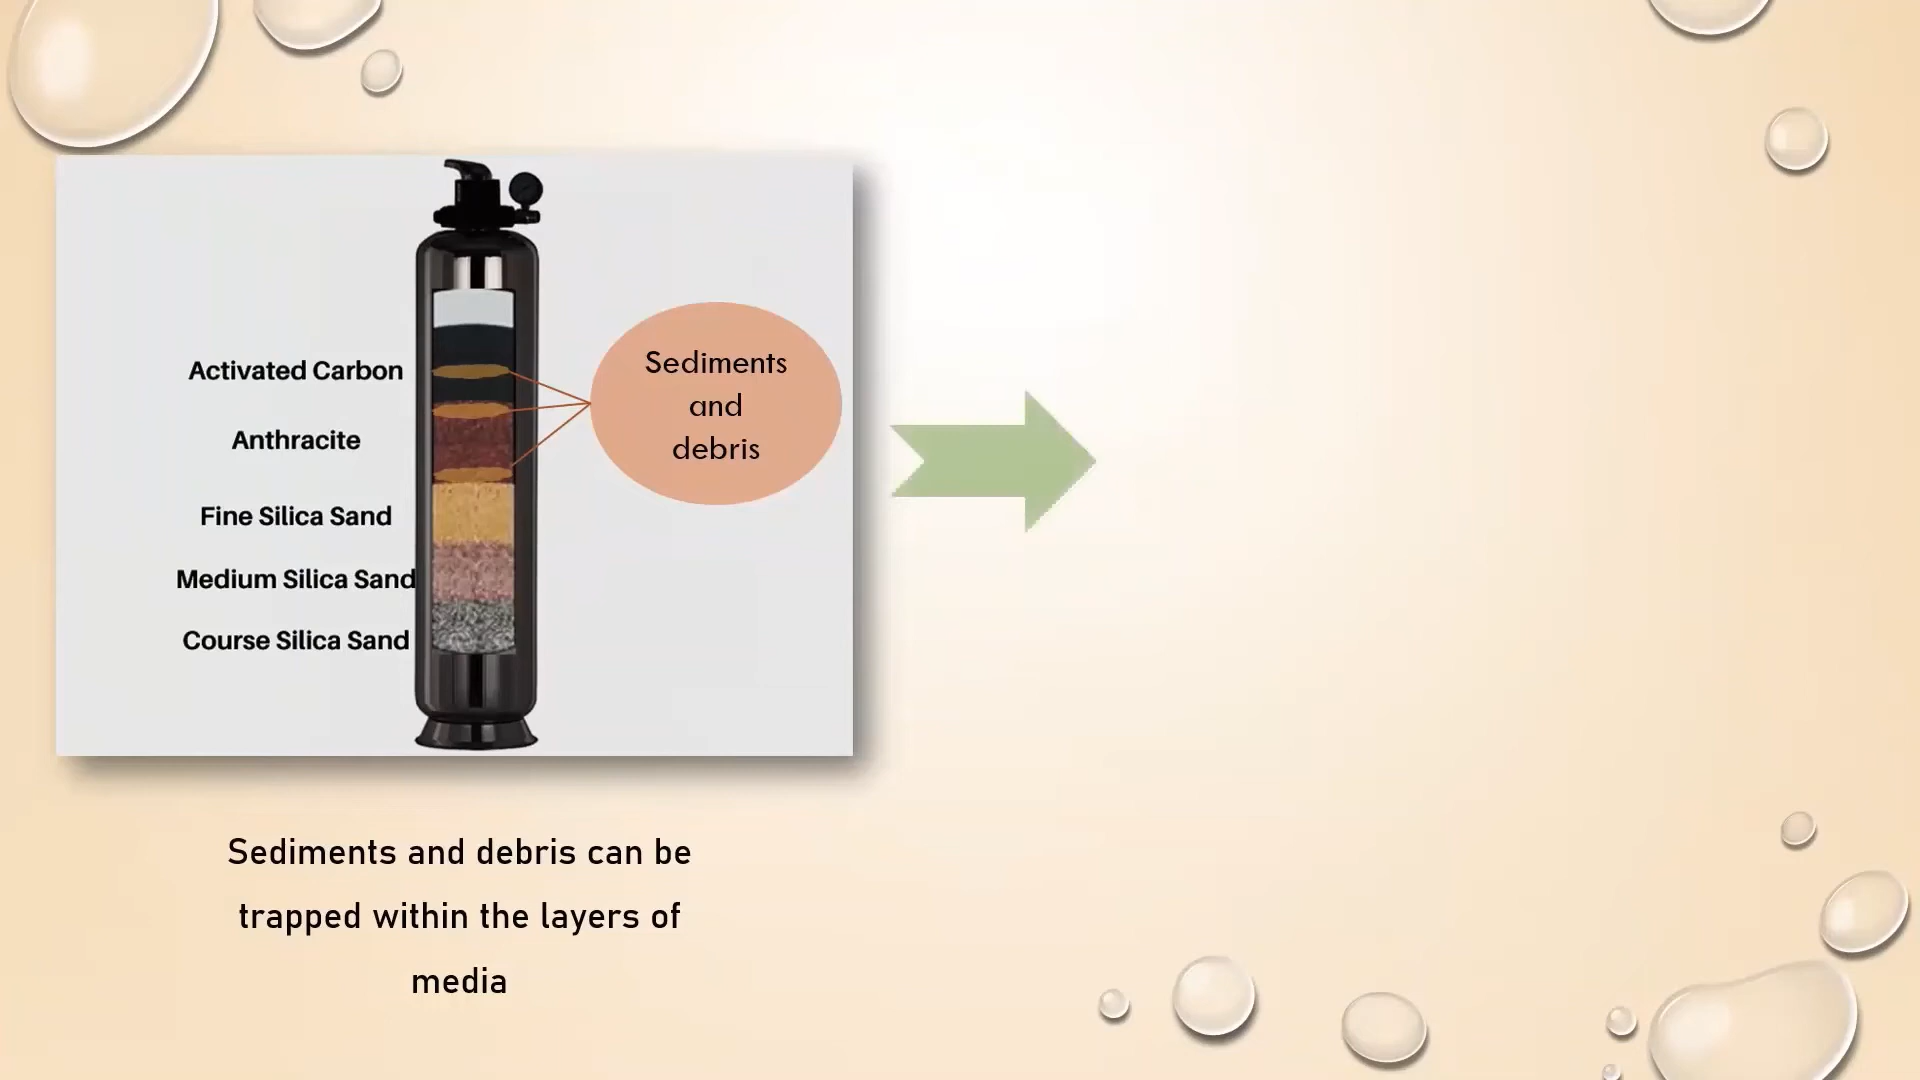 Activated Carbon
Anthracite
Fine Silica Sand
Medium Silica Sand
Course Silica Sand
Sediments
and
debris
Sediments and debris can be
trapped within the layers of
media